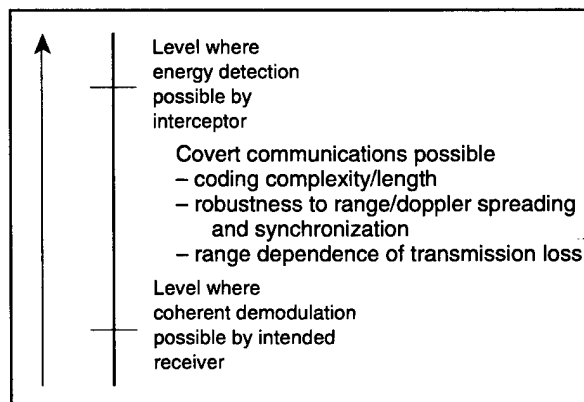 Level where
energy detection
possible by
interceptor
Covert communications possible
– coding complexity/length
– robustness to range/doppler spreading
and synchronization
– range dependence of transmission loss
Level where
coherent demodulation
possible by intended
receiver